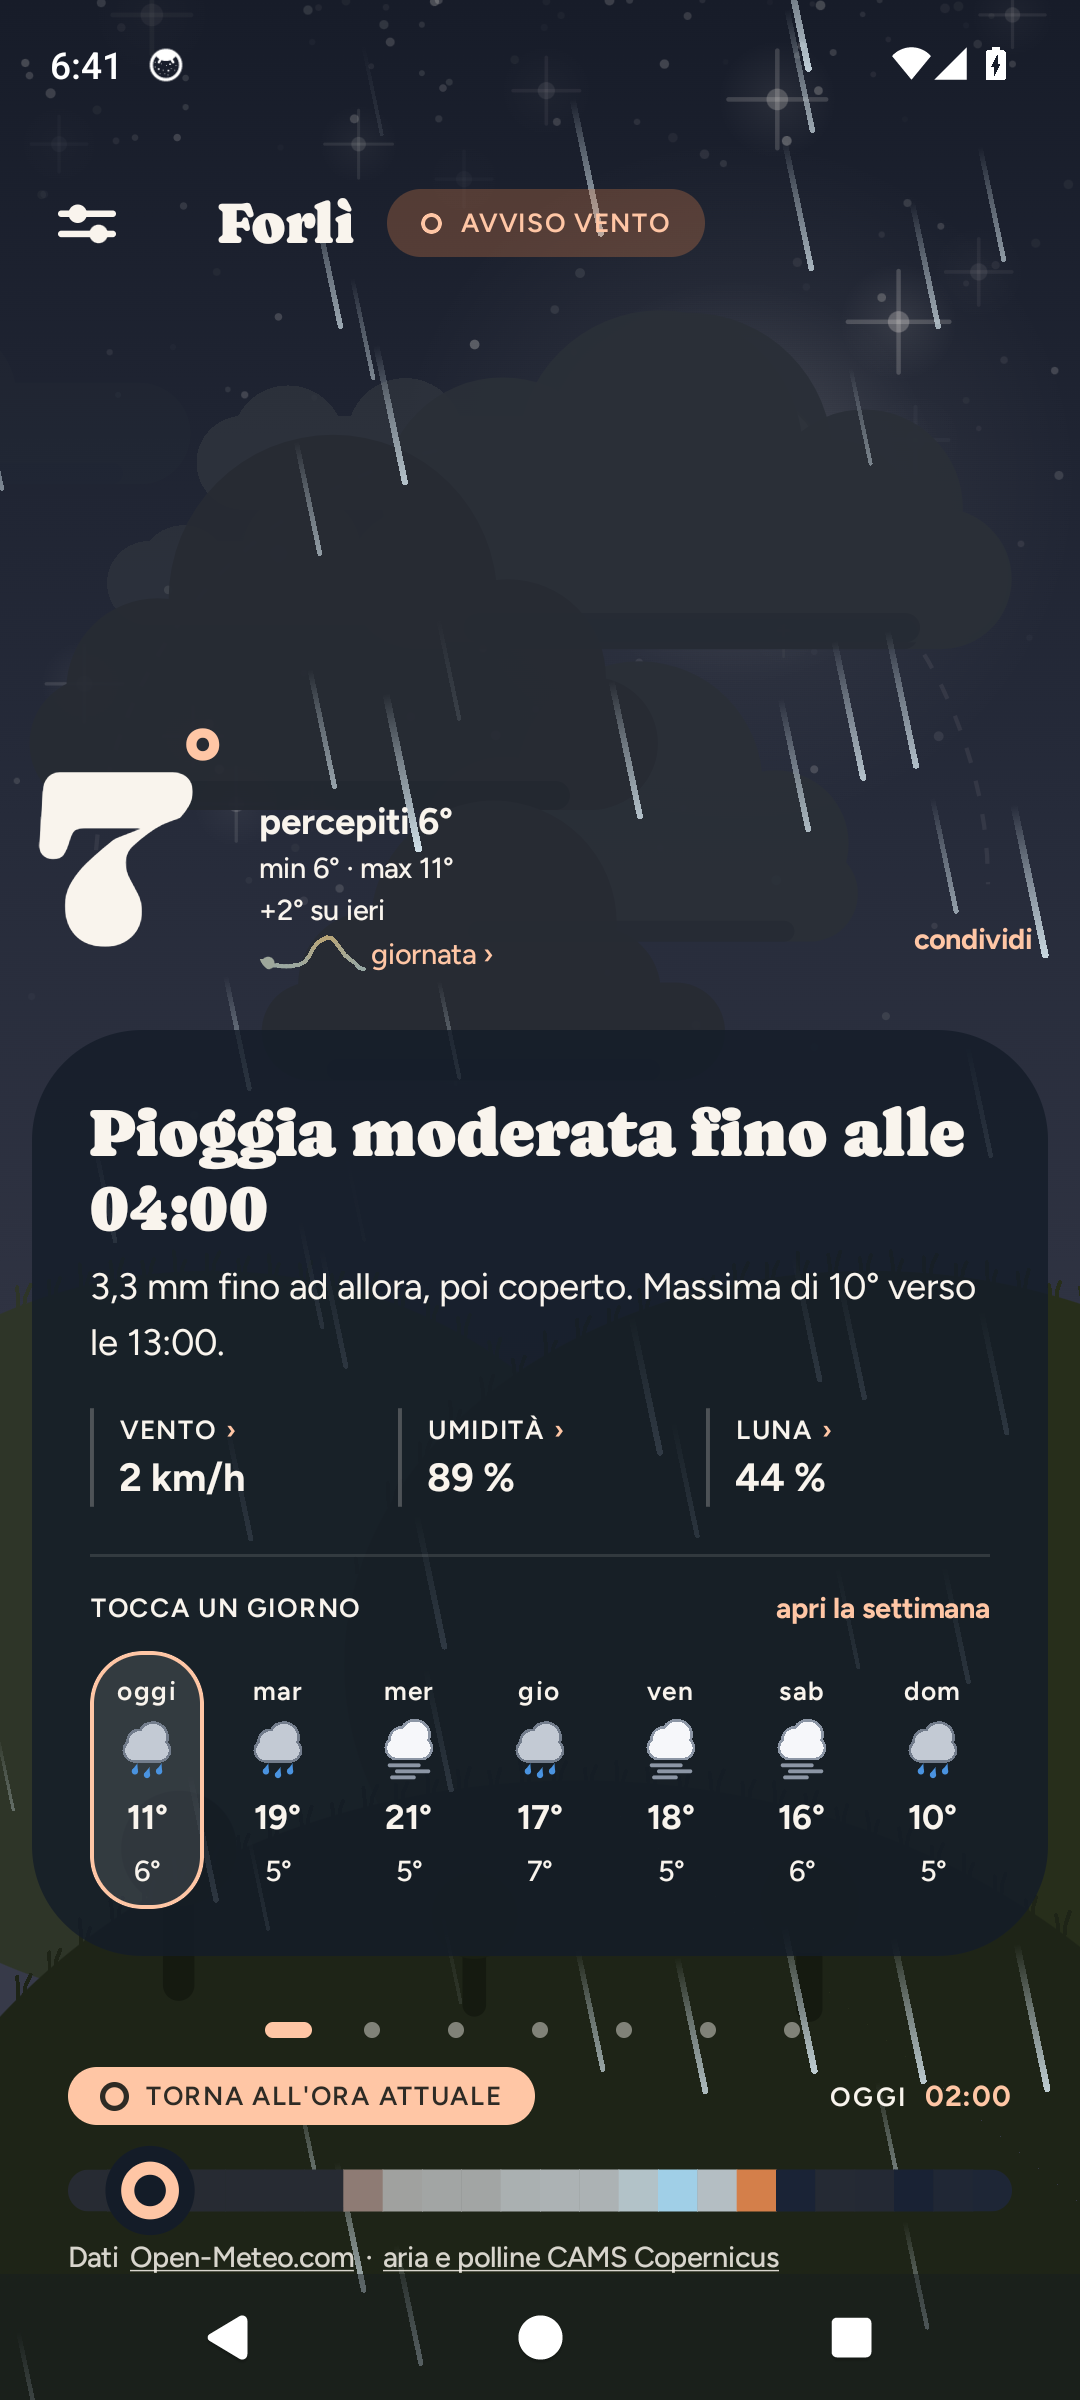 6:41
Forlì
AVVISO VENTO
7°
percepiti 6°
min 6° · max 11°
+2° su ieri
giornata ›
condividi
Pioggia moderata fino alle
04:00
3,3 mm fino ad allora, poi coperto. Massima di 10° verso
le 13:00.
VENTO › UMIDITÀ › LUNA ›
2 km/h 89 % 44 %
TOCCA UN GIORNO apri la settimana
oggi mar mer gio ven sab dom
11° 19° 21° 17° 18° 16° 10°
6° 5° 5° 7° 5° 6° 5°
TORNA ALL'ORA ATTUALE OGGI 02:00
Dati Open-Meteo.com · aria e polline CAMS Copernicus